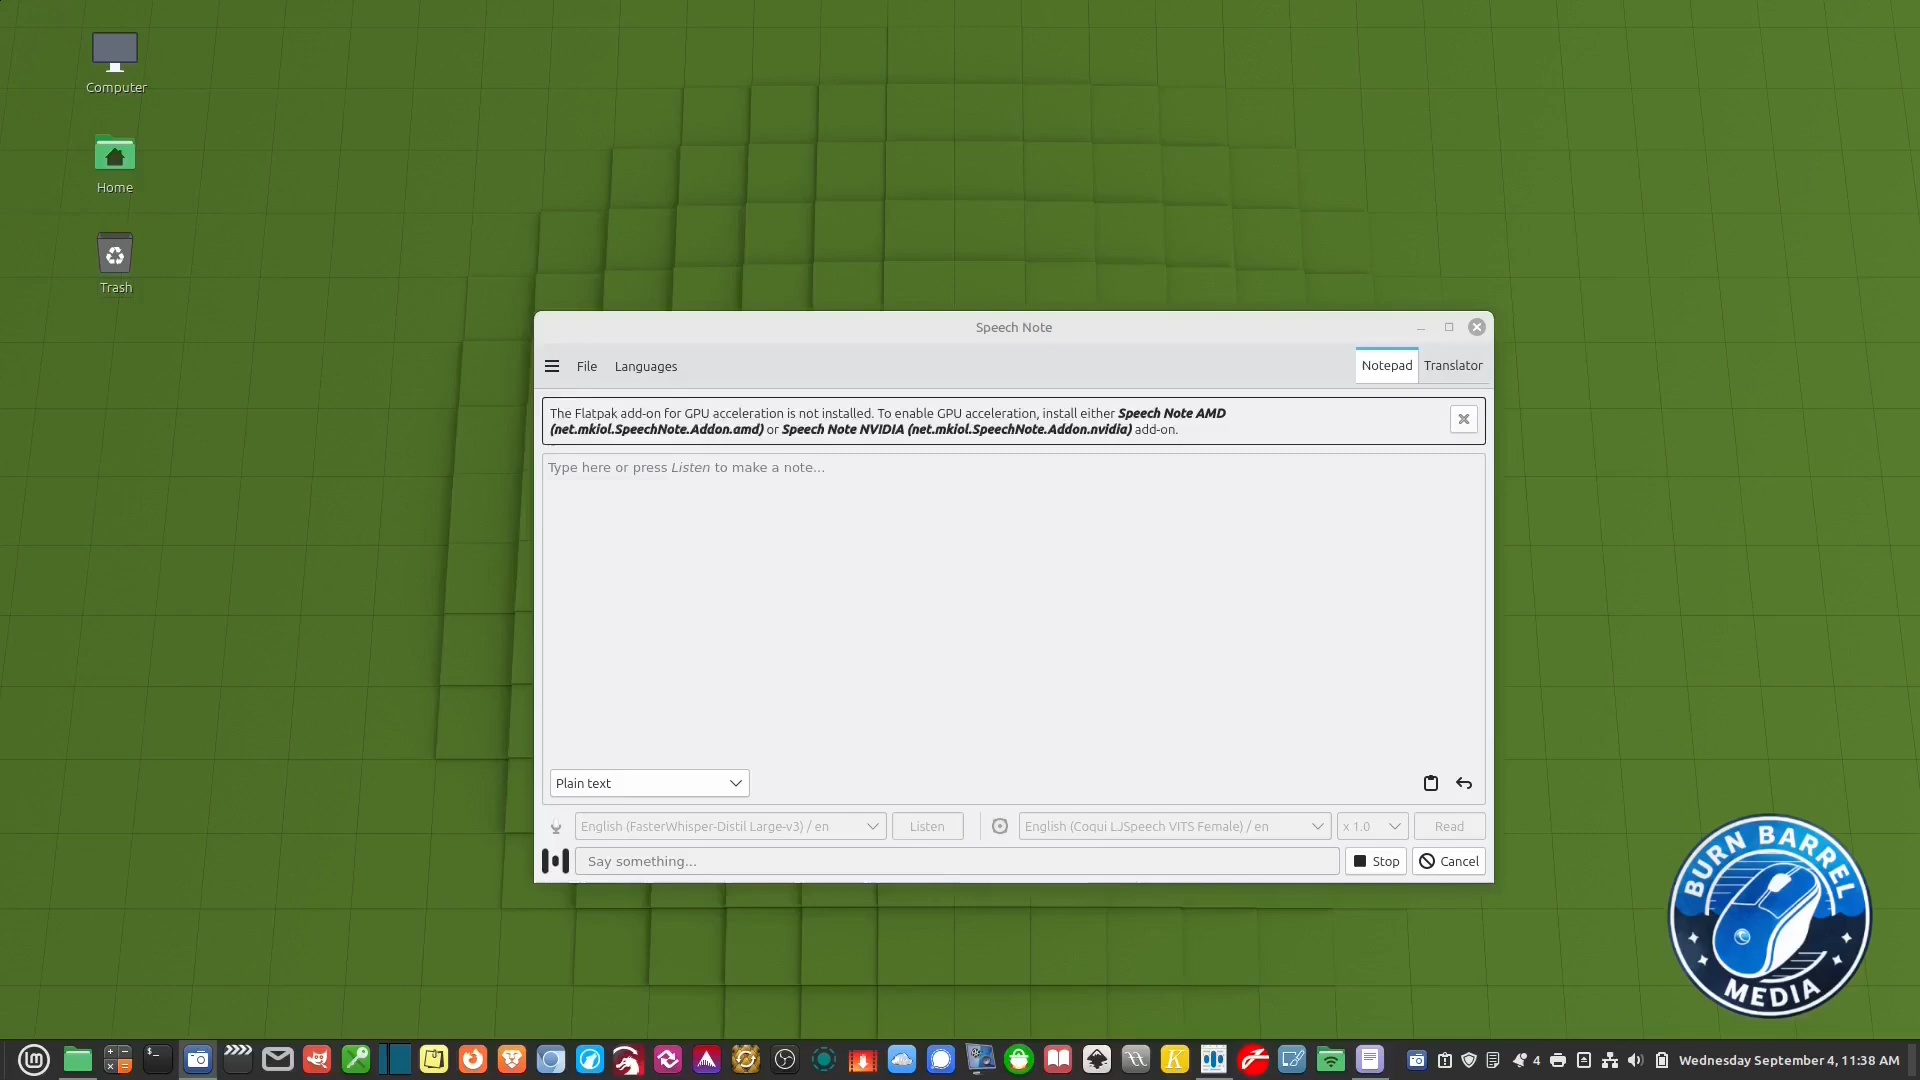 Computer
Home
Trash
Speech Note
File Languages Notepad Translator
The Flatpak add-on for GPU acceleration is not installed. To enable GPU acceleration, install either Speech Note AMD
(net.mkiol.SpeechNote.Addon.amd) or Speech Note NVIDIA (net.mkiol.SpeechNote.Addon.nvidia) add-on.
Type here or press Listen to make a note...
Plain text
English (FasterWhisper-Distil Large-v3) / en Listen English (Coqui LJSpeech VITS Female) / en x 1.0 Read
Say something... Stop Cancel
BURN BARREL
MEDIA
4 Wednesday September 4, 11:38 AM